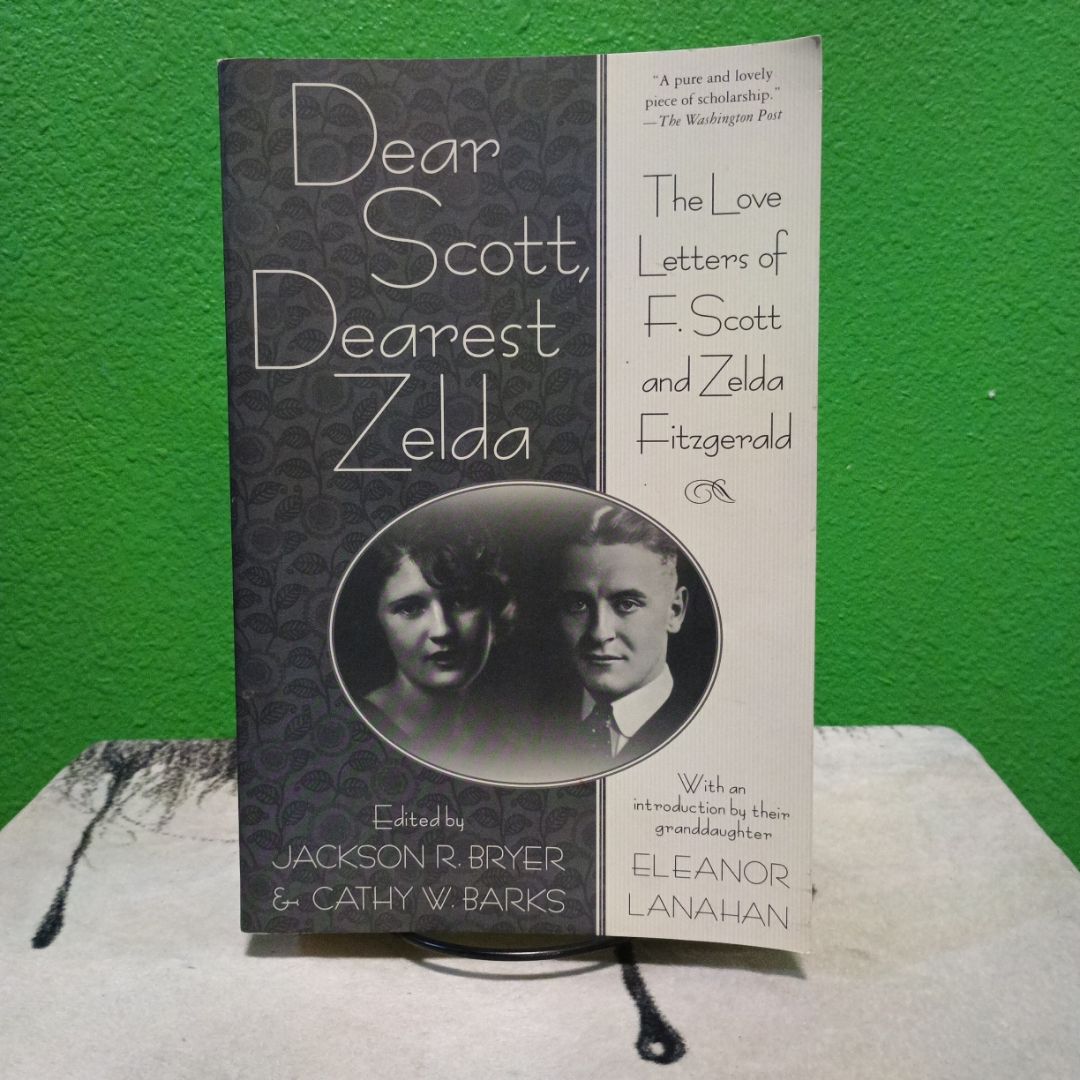 Dear
Scott,
Dearest
Zelda
"A pure and lovely
piece of scholarship."
—The Washington Post
The Love
Letters of
F. Scott
and Zelda
Fitzgerald
Edited by
JACKSON R. BRYER
& CATHY W. BARKS
With an
introduction by their
granddaughter
ELEANOR
LANAHAN